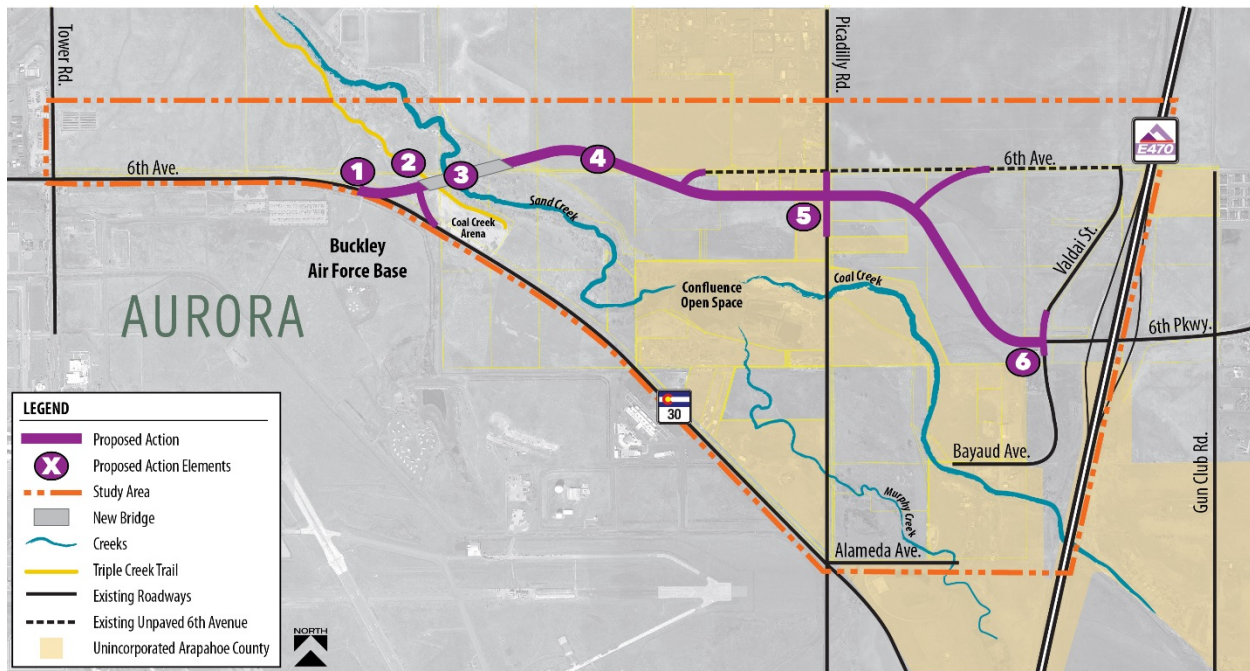 Tower Rd.
Picadilly Rd.
E470
6th Ave.
1
2
3
4
6th Ave.
5
Sand Creek
Coal Creek
Arena
Buckley
Air Force Base
Valdai St.
Confluence
Open Space
Coal Creek
AURORA
6th Pkwy.
6
30
Bayaud Ave.
Gun Club Rd.
Murphy Creek
Alameda Ave.
LEGEND
Proposed Action
X
Proposed Action Elements
Study Area
New Bridge
Creeks
Triple Creek Trail
Existing Roadways
Existing Unpaved 6th Avenue
Unincorporated Arapahoe County
NORTH